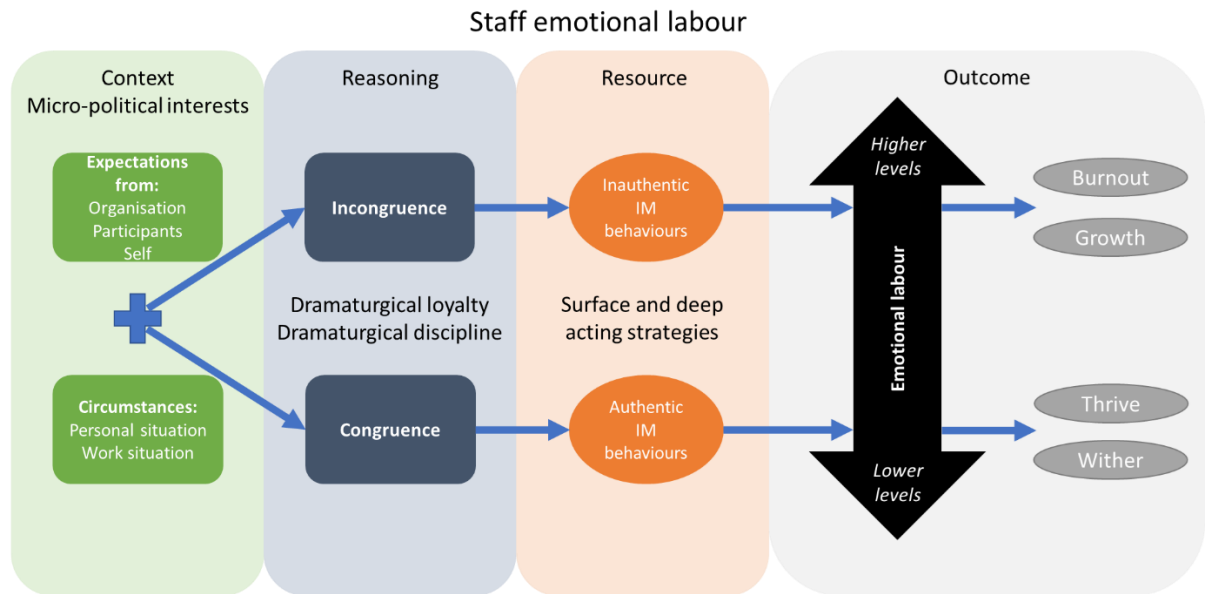 Staff emotional labour
Context
Micro-political interests
Expectations
from:
Organisation
Participants
Self
Circumstances:
Personal situation
Work situation
Reasoning
Incongruence
Dramaturgical loyalty
Dramaturgical discipline
Congruence
Resource
Inauthentic
IM
behaviours
Surface and deep
acting strategies
Authentic
IM
behaviours
Outcome
Higher
levels
Emotional labour
Lower
levels
Burnout
Growth
Thrive
Wither